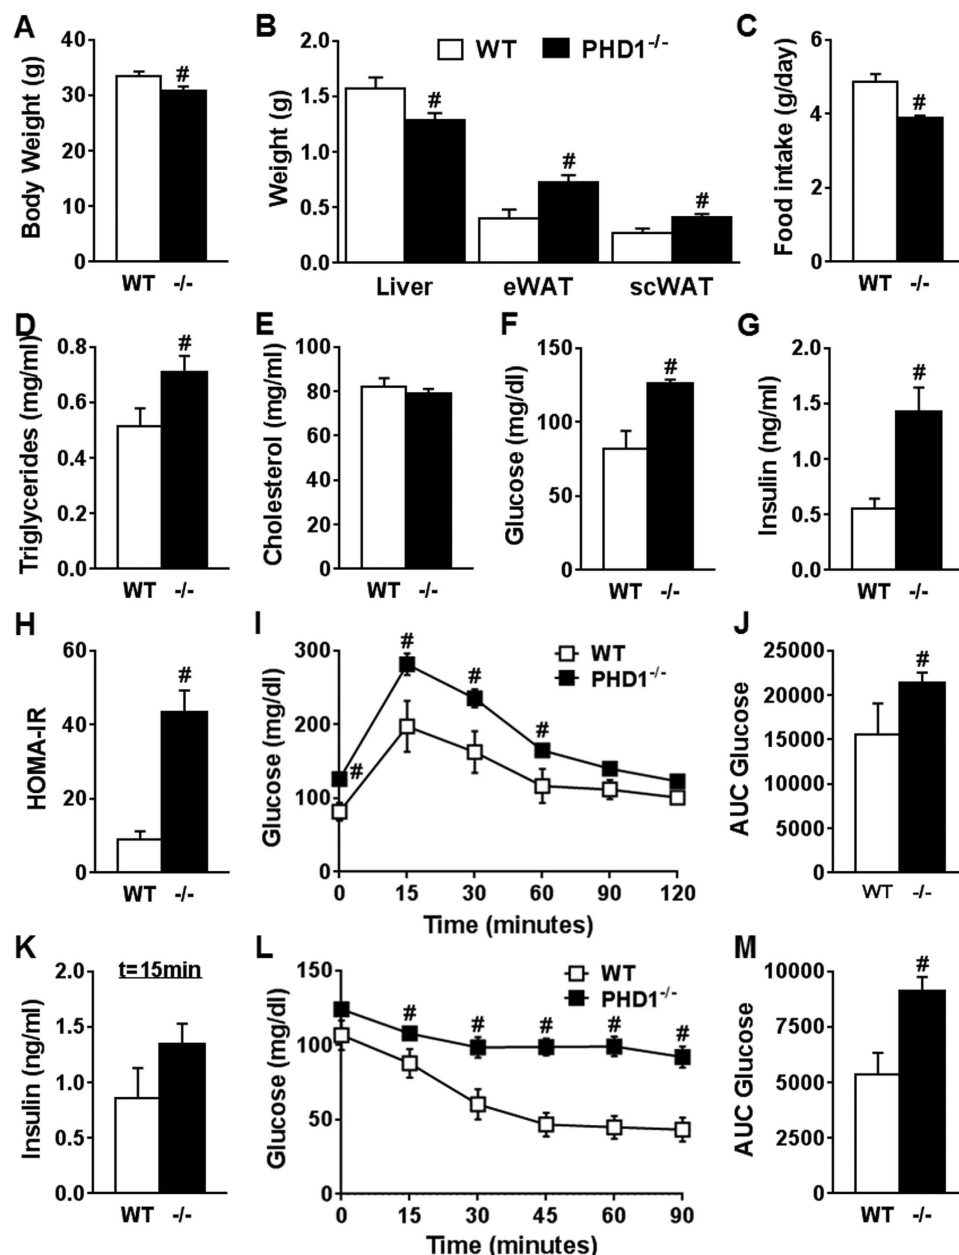 A
Body Weight (g)
40
30
20
10
0
#
WT -/-
B
WT PHD1-/-
Weight (g)
2.0
1.5
1.0
0.5
0.0
# # #
Liver eWAT scWAT
C
Food intake (g/day)
6
4
2
0
#
WT -/-
D
Triglycerides (mg/ml)
0.8
0.6
0.4
0.2
0.0
#
WT -/-
E
Cholesterol (mg/ml)
100
80
60
40
20
0
WT -/-
F
Glucose (mg/dl)
150
100
50
0
#
WT -/-
G
Insulin (ng/ml)
2.0
1.5
1.0
0.5
0.0
#
WT -/-
H
HOMA-IR
60
40
20
0
#
WT -/-
I
WT
PHD1-/-
Glucose (mg/dl)
300
200
100
0
# # # #
0 15 30 60 90 120
Time (minutes)
J
AUC Glucose
25000
20000
15000
10000
5000
0
#
WT -/-
K
t=15min
Insulin (ng/ml)
2.0
1.5
1.0
0.5
0.0
WT -/-
L
WT
PHD1-/-
Glucose (mg/dl)
150
100
50
0
# # # # #
0 15 30 45 60 90
Time (minutes)
M
AUC Glucose
10000
7500
5000
2500
0
#
WT -/-